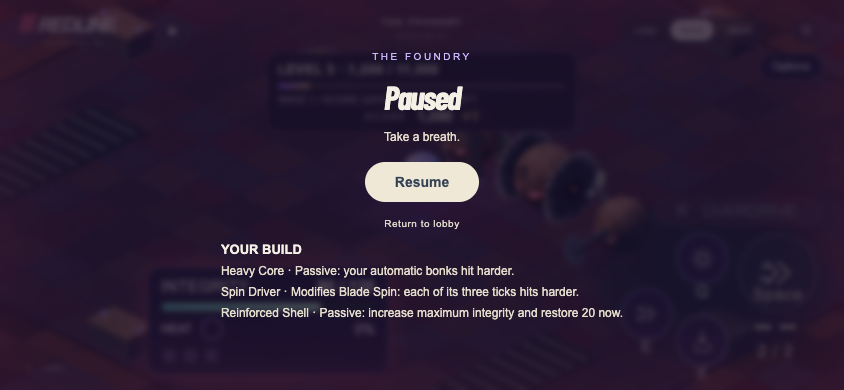 THE FOUNDRY
Paused
Take a breath.
Resume
Return to lobby
YOUR BUILD
Heavy Core · Passive: your automatic bonks hit harder.
Spin Driver · Modifies Blade Spin: each of its three ticks hits harder.
Reinforced Shell · Passive: increase maximum integrity and restore 20 now.